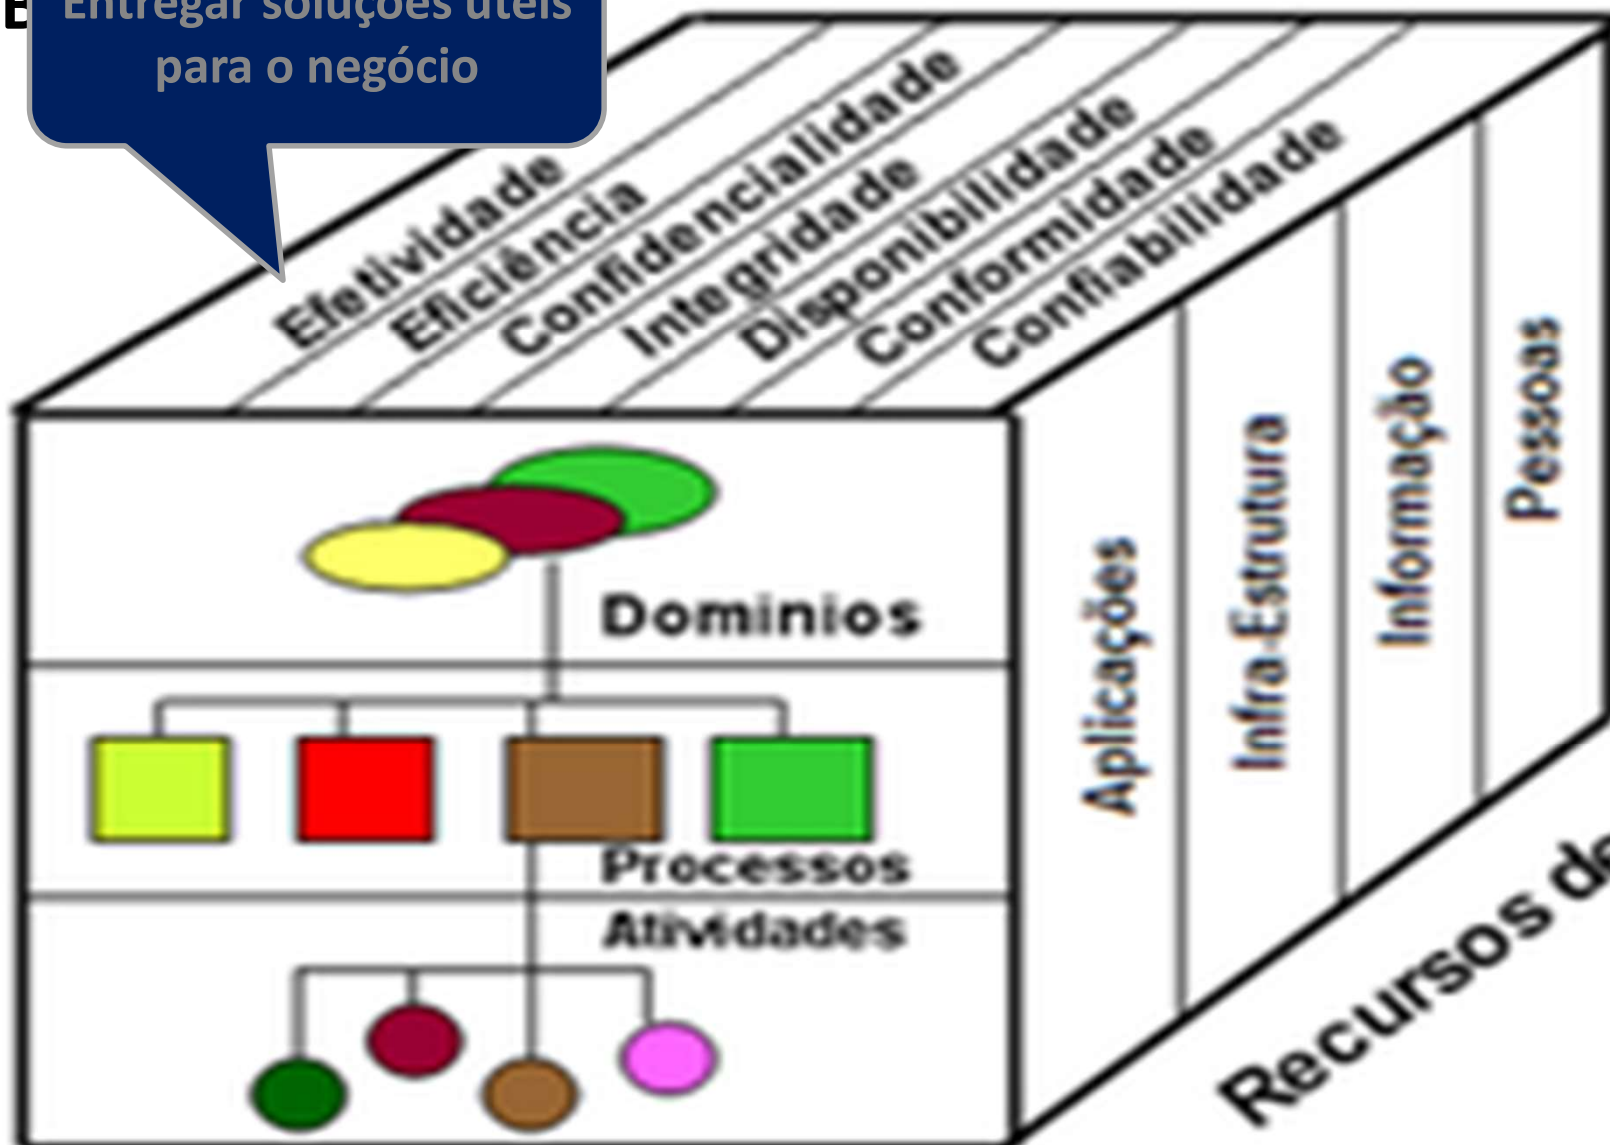 Entregar soluções úteis
para o negócio
Efetividade
Eficiência
Confidencialidade
Integridade
Disponibilidade
Conformidade
Confiabilidade
Domínios
Processos
Atividades
Aplicações
Infra-Estrutura
Informação
Pessoas
Recursos de